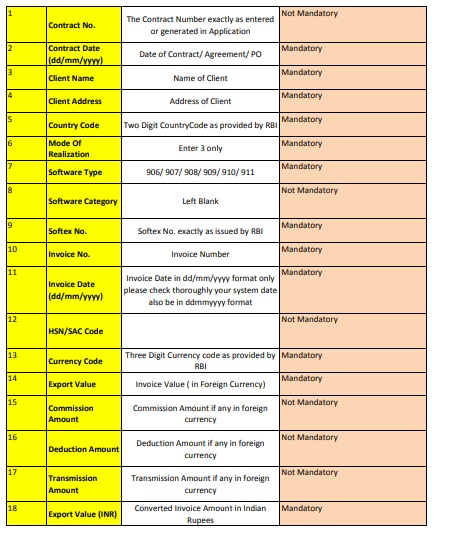 1
Contract No.
The Contract Number exactly as entered
or generated in Application
Not Mandatory
2
Contract Date
(dd/mm/yyyy)
Date of Contract/ Agreement/ PO
Mandatory
3
Client Name
Name of Client
Mandatory
4
Client Address
Address of Client
Mandatory
5
Country Code
Two Digit CountryCode as provided by RBI
Mandatory
6
Mode Of
Realization
Enter 3 only
Mandatory
7
Software Type
906/ 907/ 908/ 909/ 910/ 911
Mandatory
8
Software Category
Left Blank
Not Mandatory
9
Softex No.
Softex No. exactly as issued by RBI
Mandatory
10
Invoice No.
Invoice Number
Mandatory
11
Invoice Date
(dd/mm/yyyy)
Invoice Date in dd/mm/yyyy format only
please check thoroughly your system date
also be in ddmmyyyy format
Mandatory
12
HSN/SAC Code
Not Mandatory
13
Currency Code
Three Digit Currency code as provided by
RBI
Mandatory
14
Export Value
Invoice Value ( in Foreign Currency)
Mandatory
15
Commission
Amount
Commission Amount if any in foreign
currency
Not Mandatory
16
Deduction Amount
Deduction Amount if any in foreign
currency
Not Mandatory
17
Transmission
Amount
Transmission Amount if any in foreign
currency
Not Mandatory
18
Export Value (INR)
Converted Invoice Amount in Indian
Rupees
Mandatory